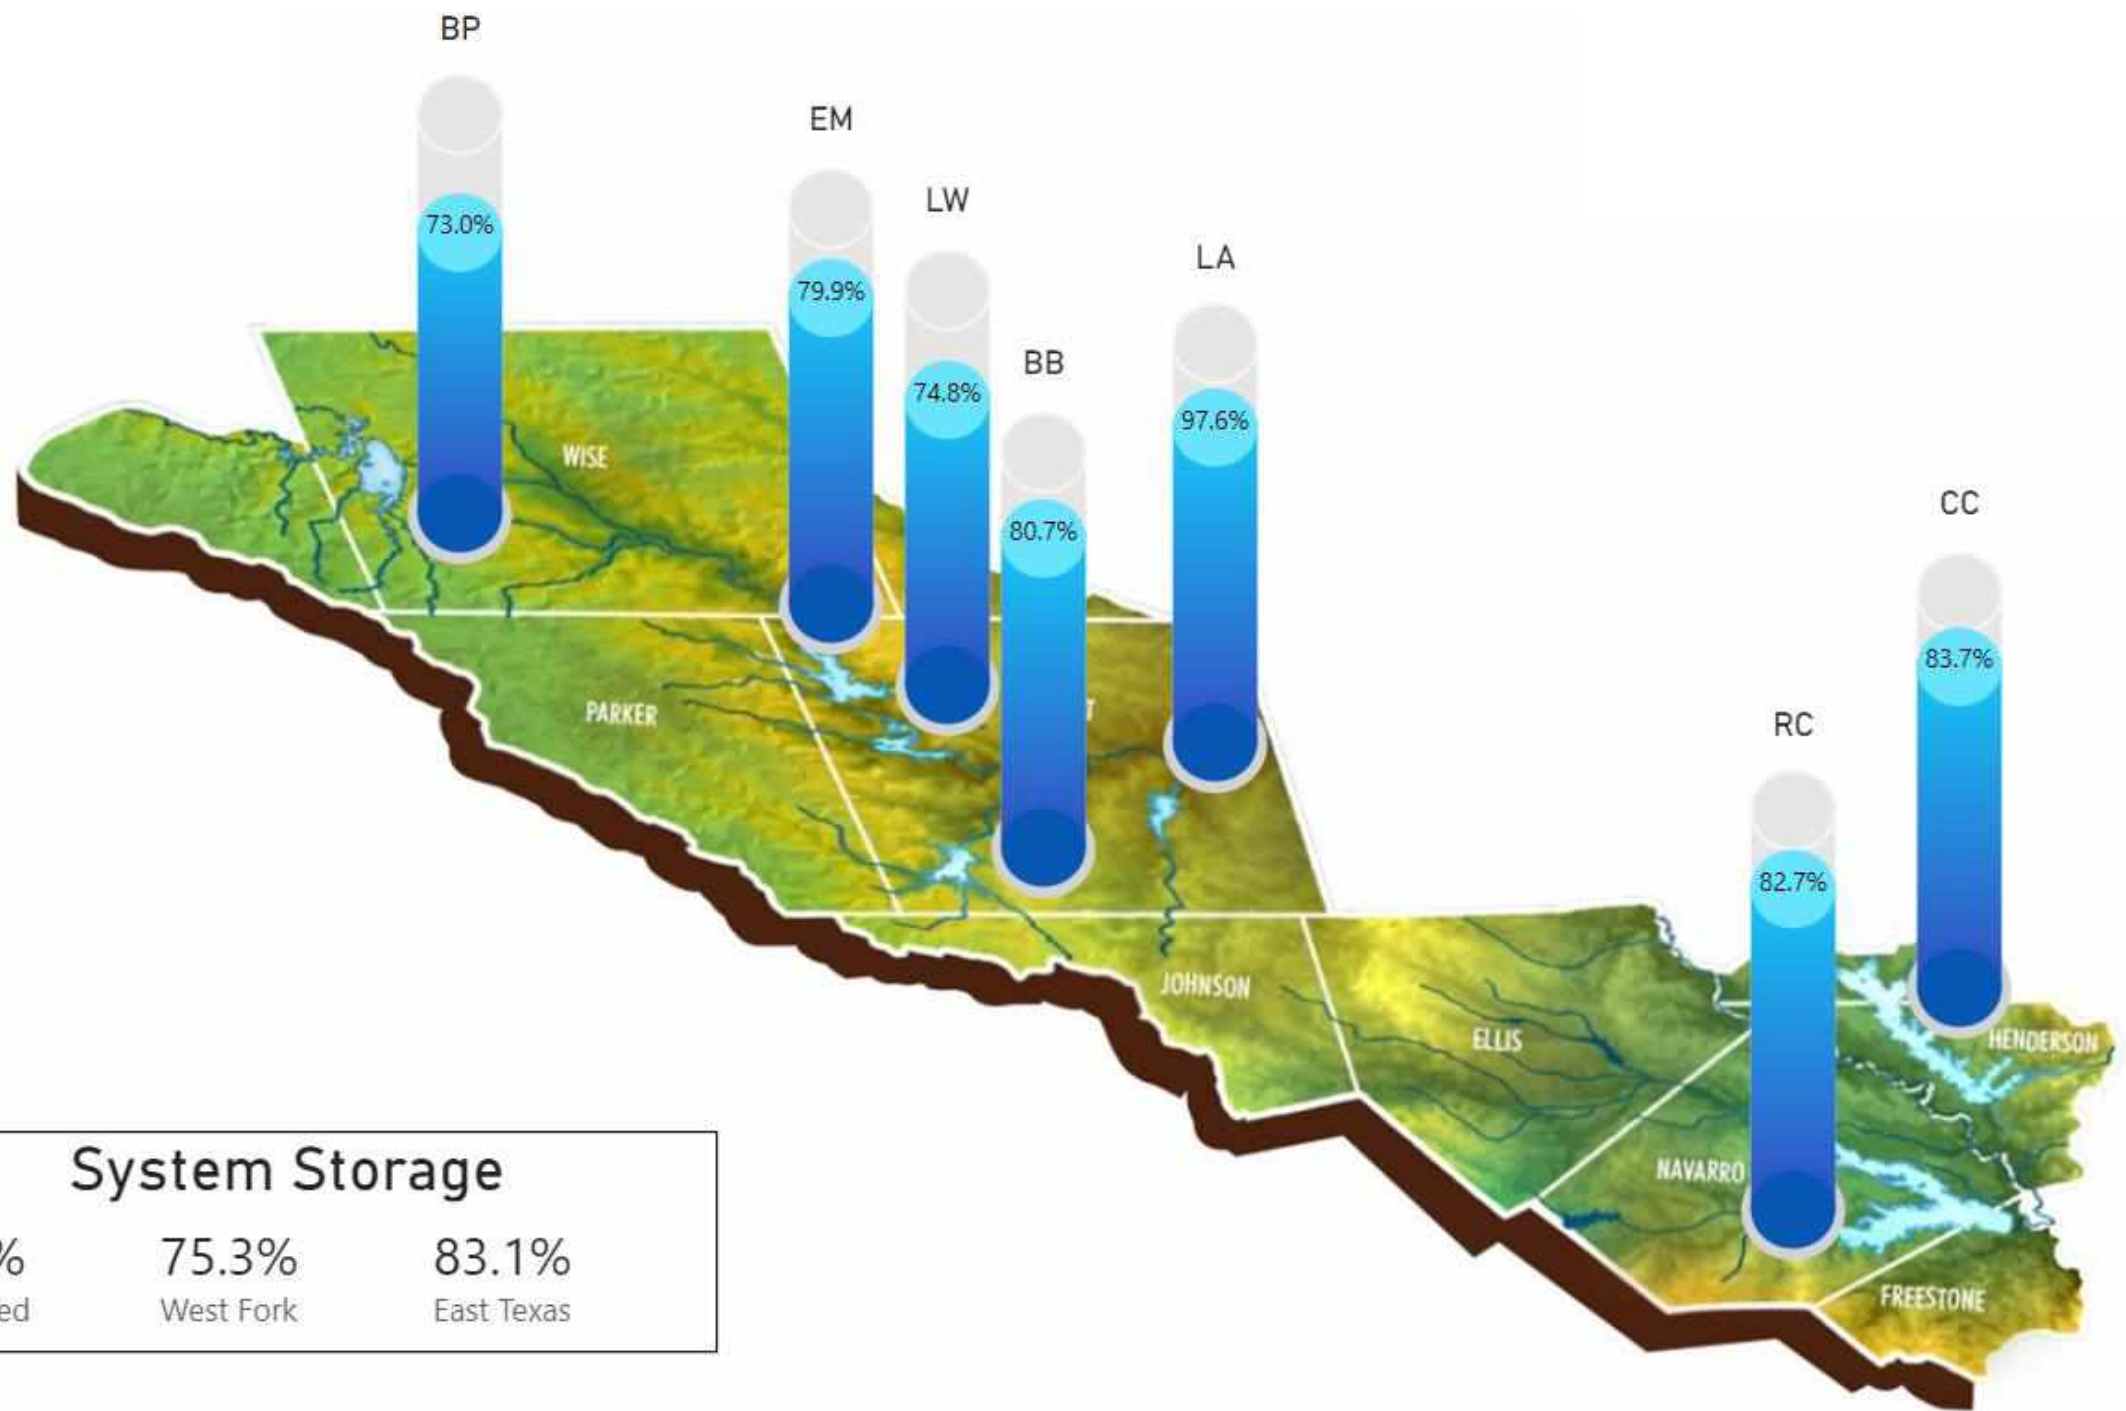 BP
EM
LW
BB
LA
CC
RC
73.0%
79.9%
74.8%
80.7%
97.6%
83.7%
82.7%
WISE
PARKER
JOHNSON
ELLIS
NAVARRO
HENDERSON
FREESTONE
System Storage
% 75.3% 83.1%
West Fork East Texas